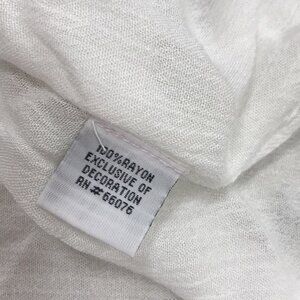 100%RAYON
EXCLUSIVE OF
DECORATION
RN #66076